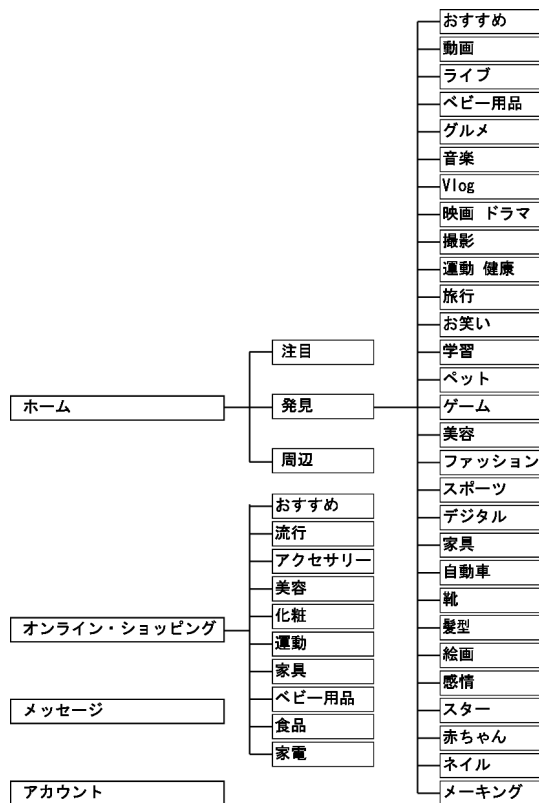 おすすめ
動画
ライブ
ベビー用品
グルメ
音楽
Vlog
映画 ドラマ
撮影
運動 健康
旅行
お笑い
学習
ペット
ゲーム
美容
ファッション
スポーツ
デジタル
家具
自動車
靴
髪型
絵画
感情
スター
赤ちゃん
ネイル
メーキング
注目
発見
周辺
ホーム
おすすめ
流行
アクセサリー
美容
化粧
運動
家具
ベビー用品
食品
家電
オンライン・ショッピング
メッセージ
アカウント